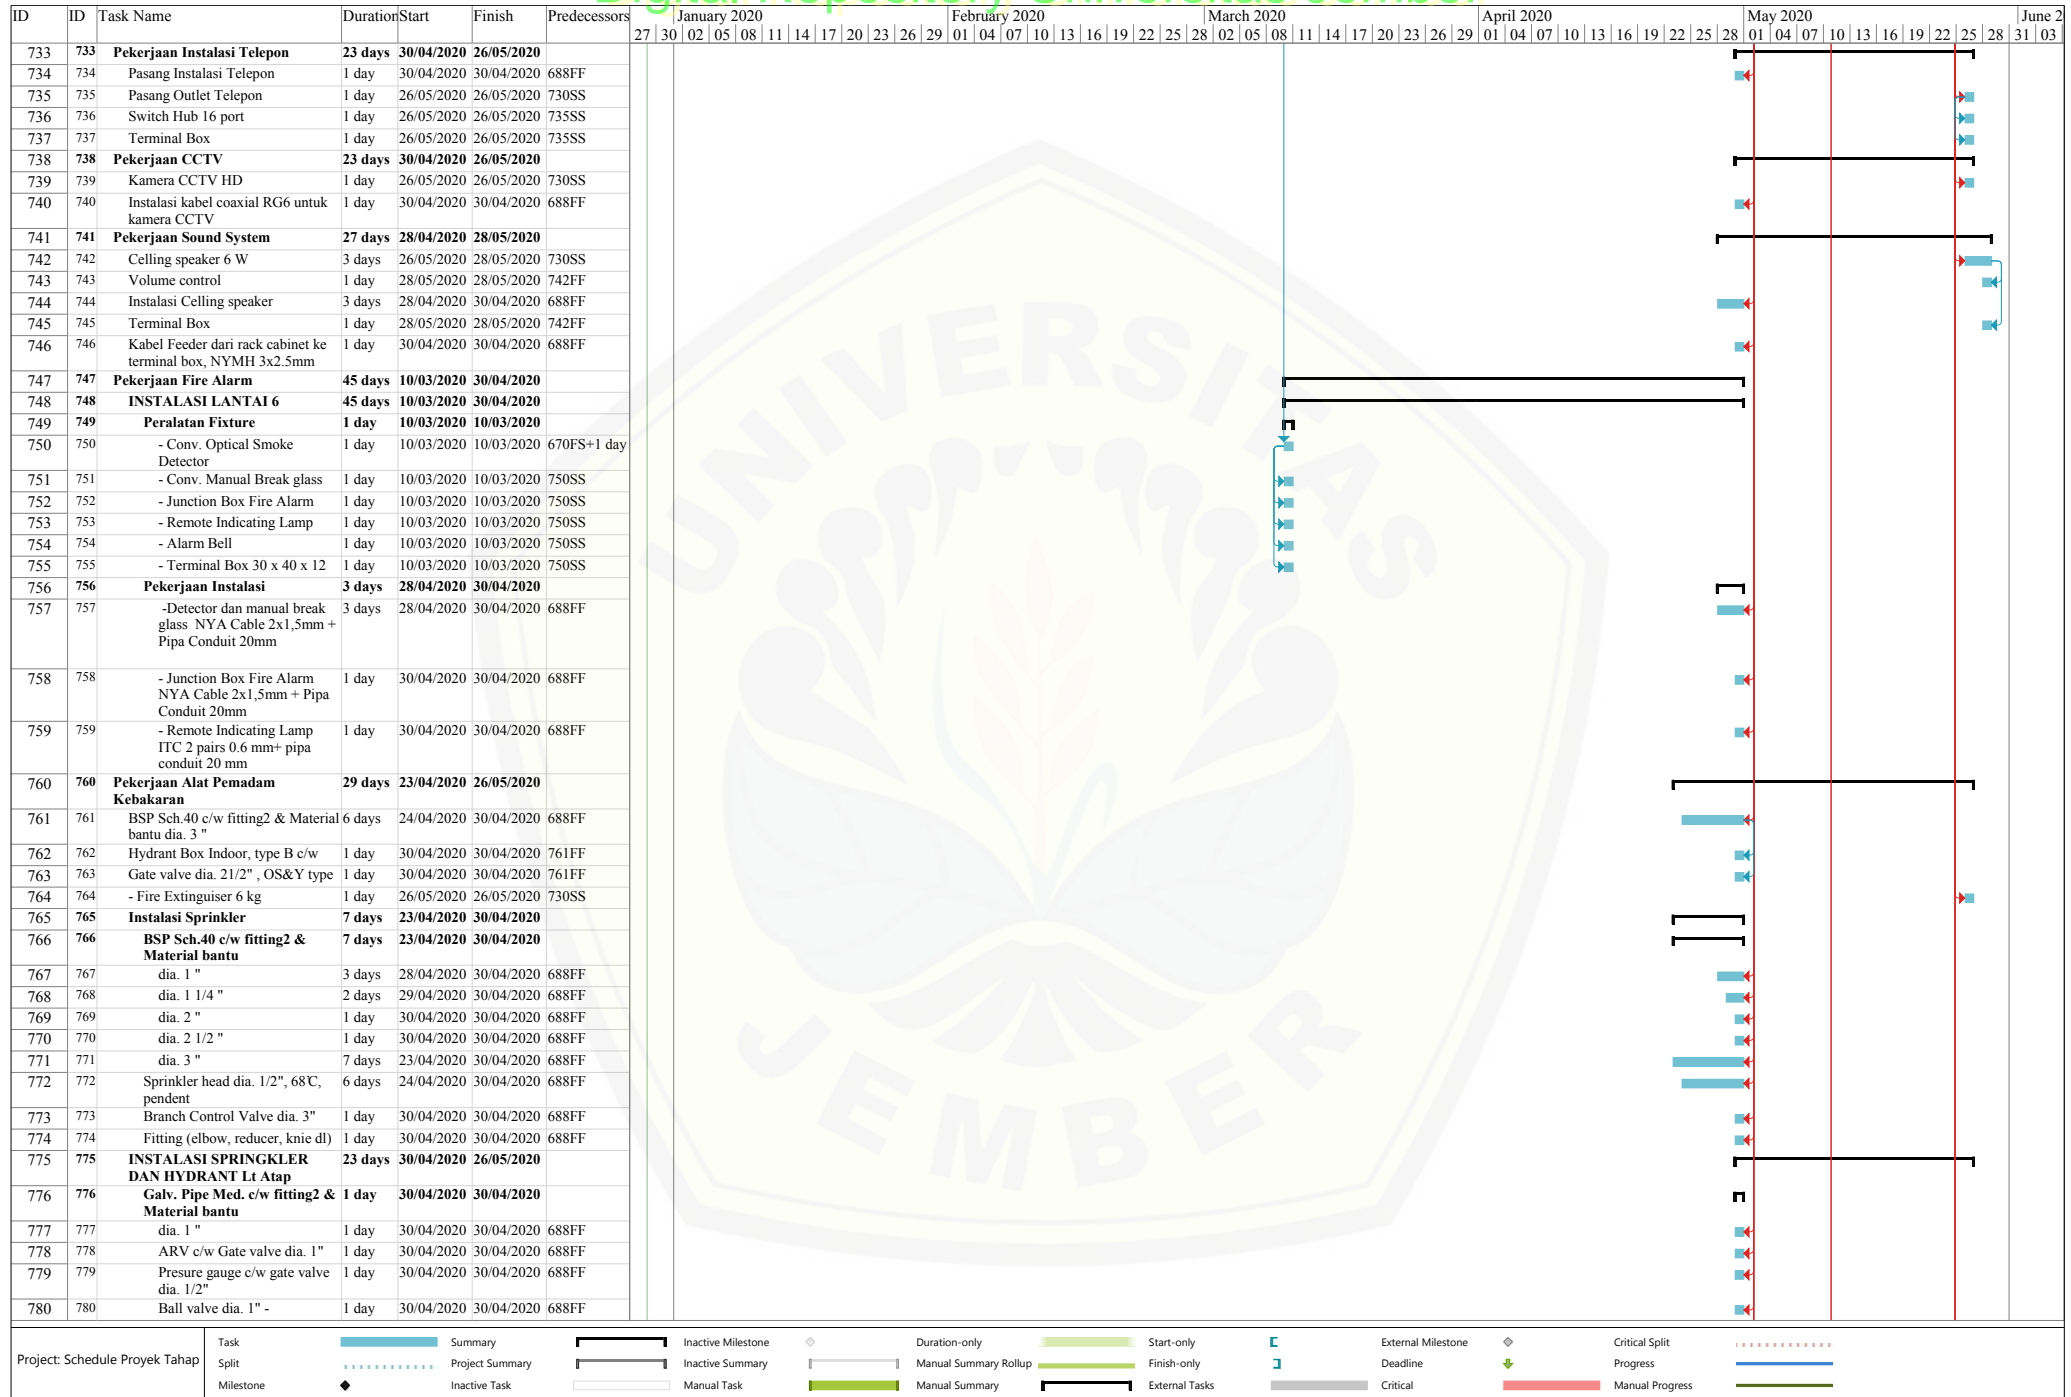 Digital Repository Universitas Jember
ID ID Task Name Duration Start Finish Predecessors January 2020 February 2020 March 2020 April 2020 May 2020 June 2
27 30 02 05 08 11 14 17 20 23 26 29 01 04 07 10 13 16 19 22 25 28 02 05 08 11 14 17 20 23 26 29 01 04 07 10 13 16 19 22 25 28 01 04 07 10 13 16 19 22 25 28 31 03
733 733 Pekerjaan Instalasi Telepon 23 days 30/04/2020 26/05/2020
734 734 Pasang Instalasi Telepon 1 day 30/04/2020 30/04/2020 688FF
735 735 Pasang Outlet Telepon 1 day 26/05/2020 26/05/2020 730SS
736 736 Switch Hub 16 port 1 day 26/05/2020 26/05/2020 735SS
737 737 Terminal Box 1 day 26/05/2020 26/05/2020 735SS
738 738 Pekerjaan CCTV 23 days 30/04/2020 26/05/2020
739 739 Kamera CCTV HD 1 day 26/05/2020 26/05/2020 730SS
740 740 Instalasi kabel coaxial RG6 untuk 1 day 30/04/2020 30/04/2020 688FF
kamera CCTV
741 741 Pekerjaan Sound System 27 days 28/04/2020 28/05/2020
742 742 Celling speaker 6 W 3 days 26/05/2020 28/05/2020 730SS
743 743 Volume control 1 day 28/05/2020 28/05/2020 742FF
744 744 Instalasi Celling speaker 3 days 28/04/2020 30/04/2020 688FF
745 745 Terminal Box 1 day 28/05/2020 28/05/2020 742FF
746 746 Kabel Feeder dari rack cabinet ke 1 day 30/04/2020 30/04/2020 688FF
terminal box, NYMH 3x2.5mm
747 747 Pekerjaan Fire Alarm 45 days 10/03/2020 30/04/2020
748 748 INSTALASI LANTAI 6 45 days 10/03/2020 30/04/2020
749 749 Peralatan Fixture 1 day 10/03/2020 10/03/2020
750 750 - Conv. Optical Smoke 1 day 10/03/2020 10/03/2020 670FS+1 day
Detector
751 751 - Conv. Manual Break glass 1 day 10/03/2020 10/03/2020 750SS
752 752 - Junction Box Fire Alarm 1 day 10/03/2020 10/03/2020 750SS
753 753 - Remote Indicating Lamp 1 day 10/03/2020 10/03/2020 750SS
754 754 - Alarm Bell 1 day 10/03/2020 10/03/2020 750SS
755 755 - Terminal Box 30 x 40 x 12 1 day 10/03/2020 10/03/2020 750SS
756 756 Pekerjaan Instalasi 3 days 28/04/2020 30/04/2020
757 757 -Detector dan manual break 3 days 28/04/2020 30/04/2020 688FF
glass NYA Cable 2x1,5mm +
Pipa Conduit 20mm
758 758 - Junction Box Fire Alarm 1 day 30/04/2020 30/04/2020 688FF
NYA Cable 2x1,5mm + Pipa
Conduit 20mm
759 759 - Remote Indicating Lamp 1 day 30/04/2020 30/04/2020 688FF
ITC 2 pairs 0.6 mm+ pipa
conduit 20 mm
760 760 Pekerjaan Alat Pemadam 29 days 23/04/2020 26/05/2020
Kebakaran
761 761 BSP Sch.40 c/w fitting2 & Material 6 days 24/04/2020 30/04/2020 688FF
bantu dia. 3 "
762 762 Hydrant Box Indoor, type B c/w 1 day 30/04/2020 30/04/2020 761FF
763 763 Gate valve dia. 21/2" , OS&Y type 1 day 30/04/2020 30/04/2020 761FF
764 764 - Fire Extinguiser 6 kg 1 day 26/05/2020 26/05/2020 730SS
765 765 Instalasi Sprinkler 7 days 23/04/2020 30/04/2020
766 766 BSP Sch.40 c/w fitting2 & 7 days 23/04/2020 30/04/2020
Material bantu
767 767 dia. 1 " 3 days 28/04/2020 30/04/2020 688FF
768 768 dia. 1 1/4 " 2 days 29/04/2020 30/04/2020 688FF
769 769 dia. 2 " 1 day 30/04/2020 30/04/2020 688FF
770 770 dia. 2 1/2 " 1 day 30/04/2020 30/04/2020 688FF
771 771 dia. 3 " 7 days 23/04/2020 30/04/2020 688FF
772 772 Sprinkler head dia. 1/2", 68℃, 6 days 24/04/2020 30/04/2020 688FF
pendent
773 773 Branch Control Valve dia. 3" 1 day 30/04/2020 30/04/2020 688FF
774 774 Fitting (elbow, reducer, knie dl) 1 day 30/04/2020 30/04/2020 688FF
775 775 INSTALASI SPRINGKLER 23 days 30/04/2020 26/05/2020
DAN HYDRANT Lt Atap
776 776 Galv. Pipe Med. c/w fitting2 & 1 day 30/04/2020 30/04/2020
Material bantu
777 777 dia. 1 " 1 day 30/04/2020 30/04/2020 688FF
778 778 ARV c/w Gate valve dia. 1" 1 day 30/04/2020 30/04/2020 688FF
779 779 Presure gauge c/w gate valve 1 day 30/04/2020 30/04/2020 688FF
dia. 1/2"
780 780 Ball valve dia. 1" - 1 day 30/04/2020 30/04/2020 688FF
UNIVERSITAS
JEMBER
Project: Schedule Proyek Tahap
Task Summary Inactive Milestone Duration-only Start-only External Milestone Critical Split
Split Project Summary Inactive Summary Manual Summary Rollup Finish-only Deadline Progress
Milestone Inactive Task Manual Task Manual Summary External Tasks Critical Manual Progress